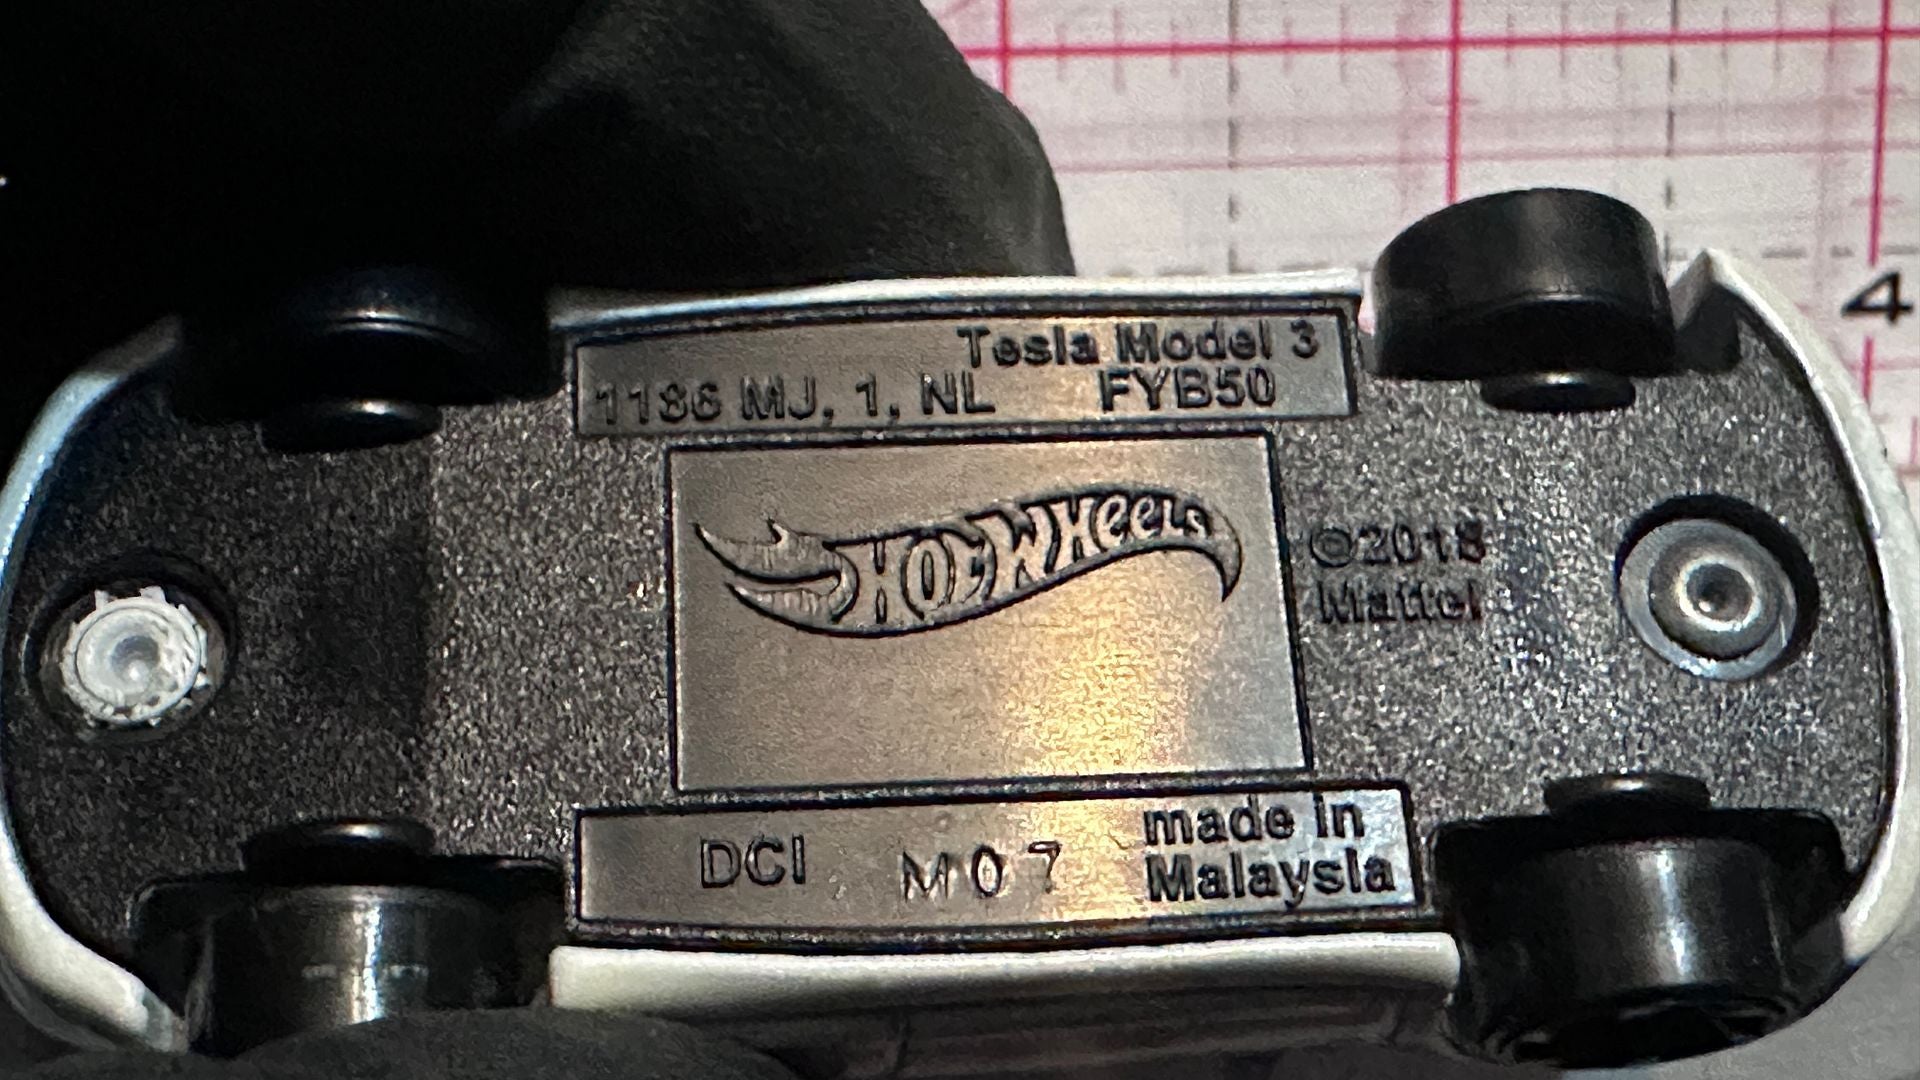 4
Tesla Model 3
1186 MJ, 1, NL FYB50
HOT WHEELS
©2018
Mattel
DCI M07 made in
Malaysia